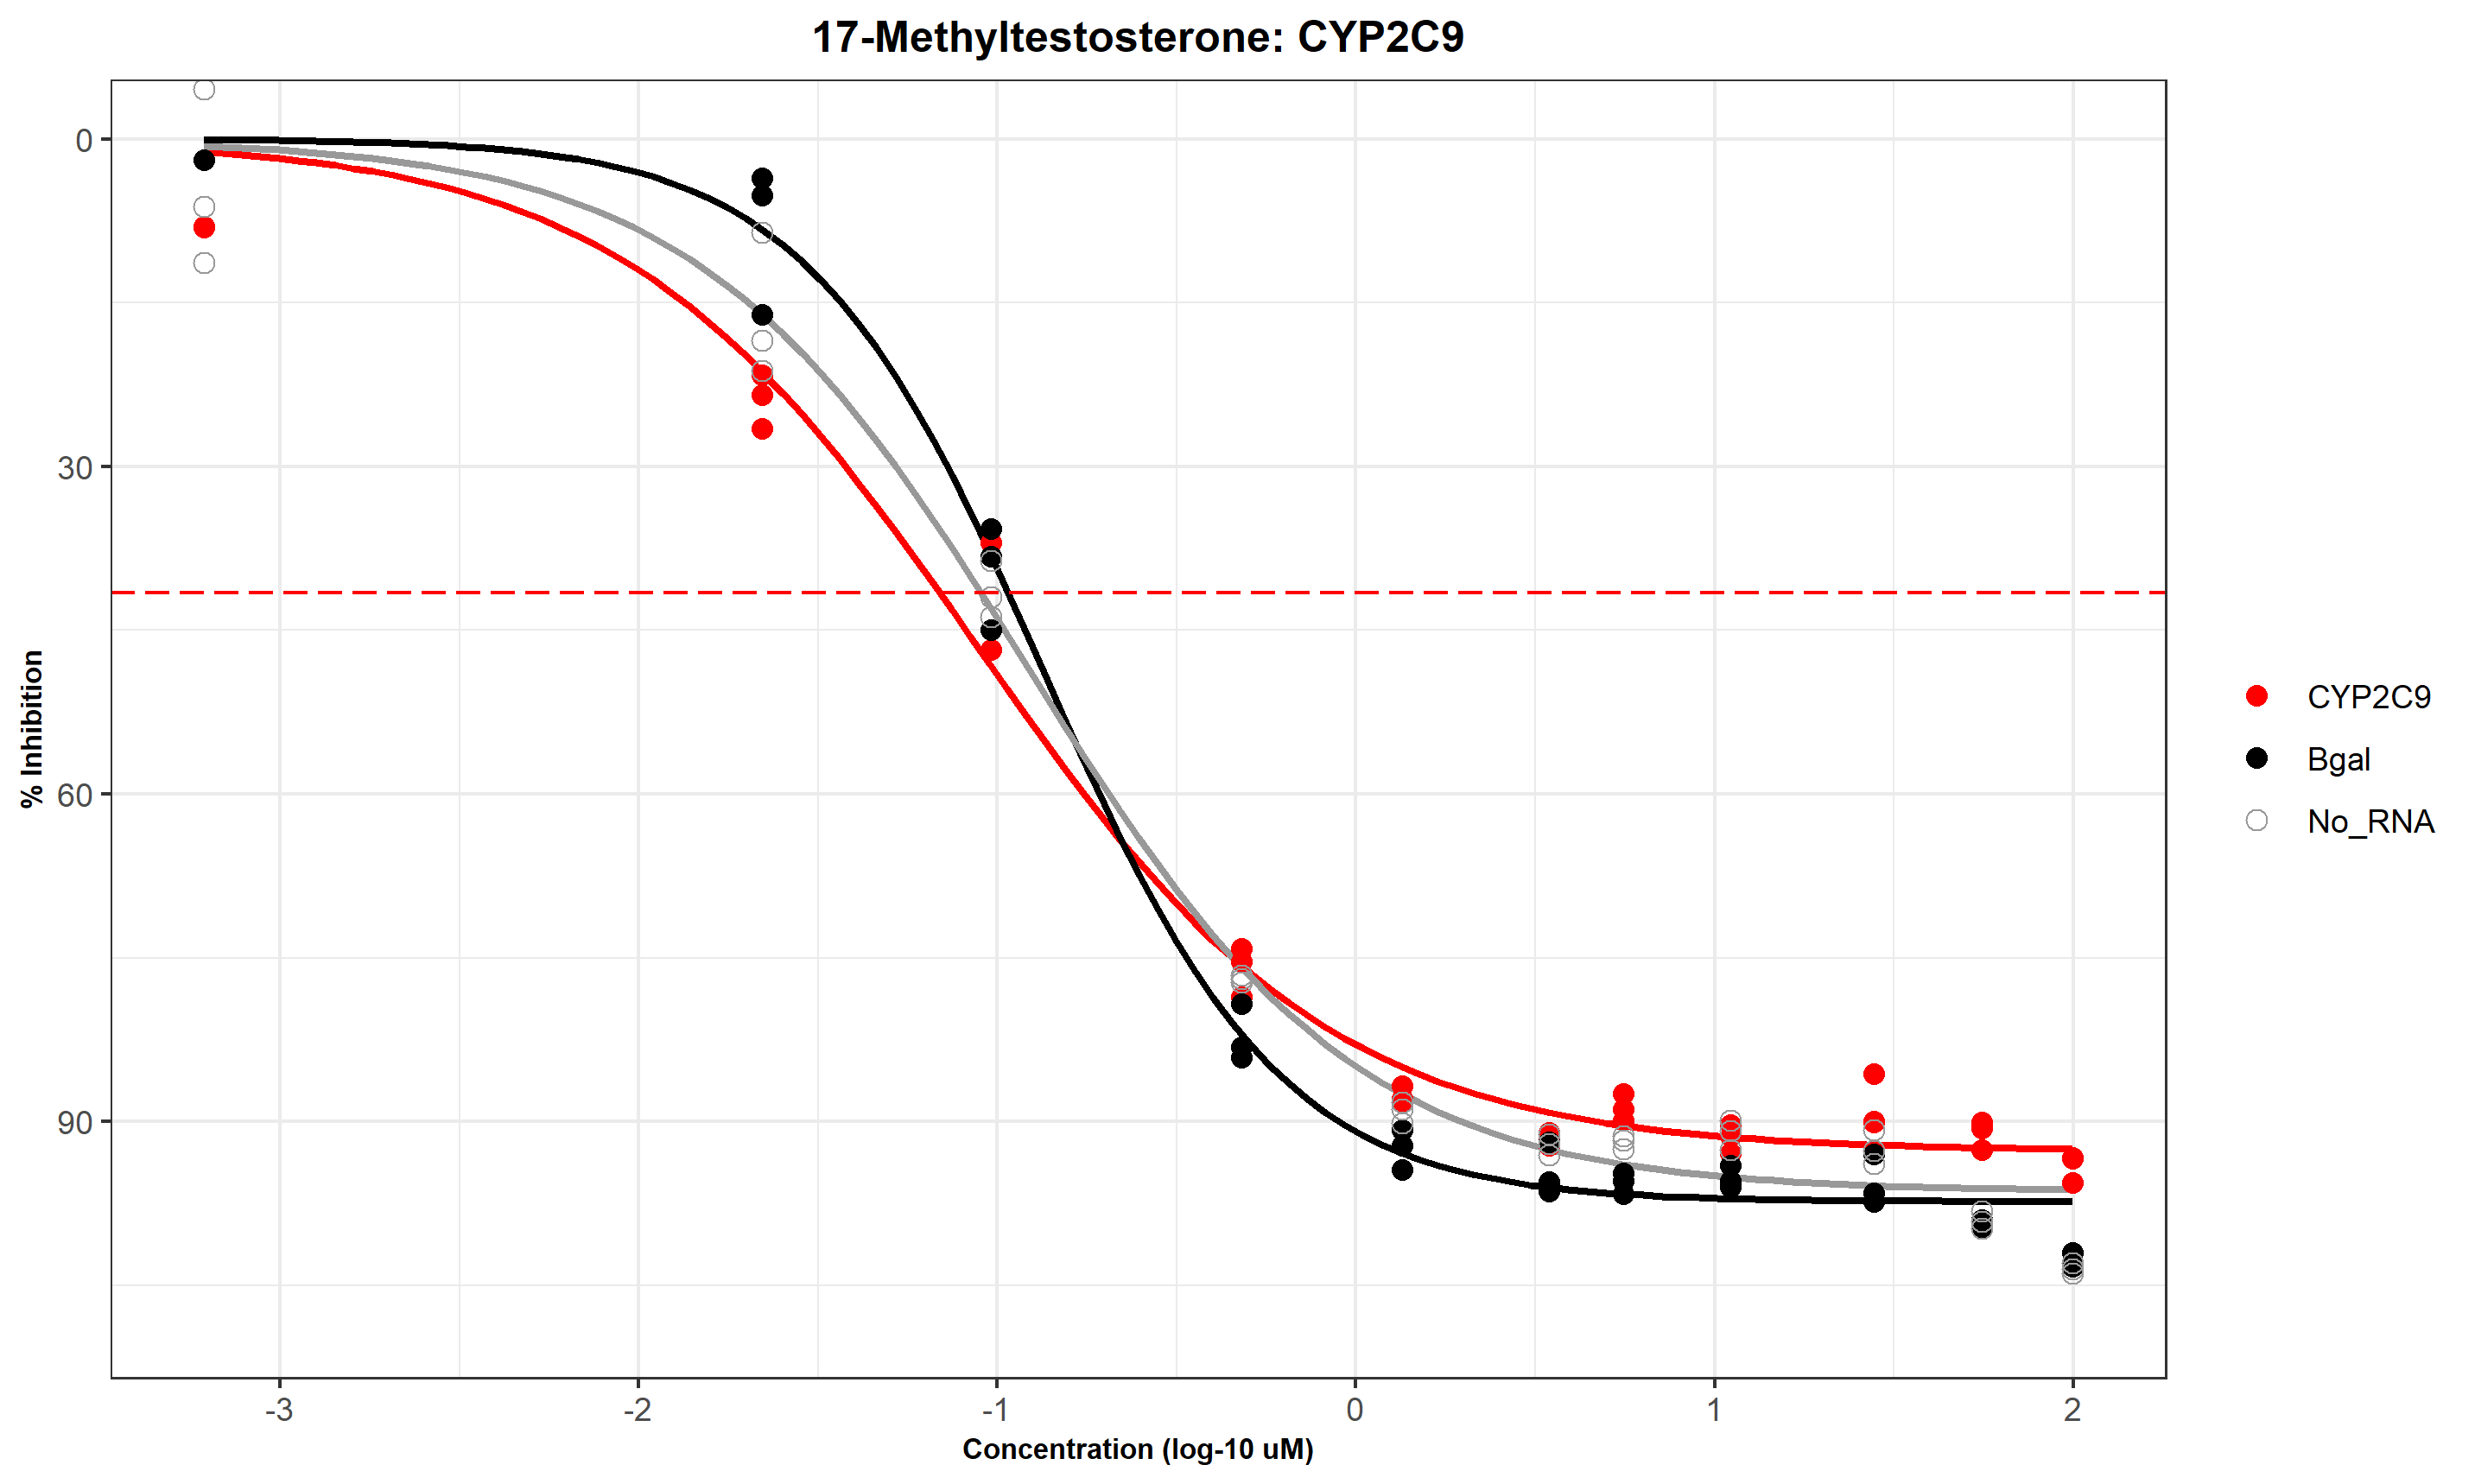 17-Methyltestosterone: CYP2C9
% Inhibition
0
30
60
90
-3
-2
-1
0
1
2
Concentration (log-10 uM)
CYP2C9
Bgal
No_RNA